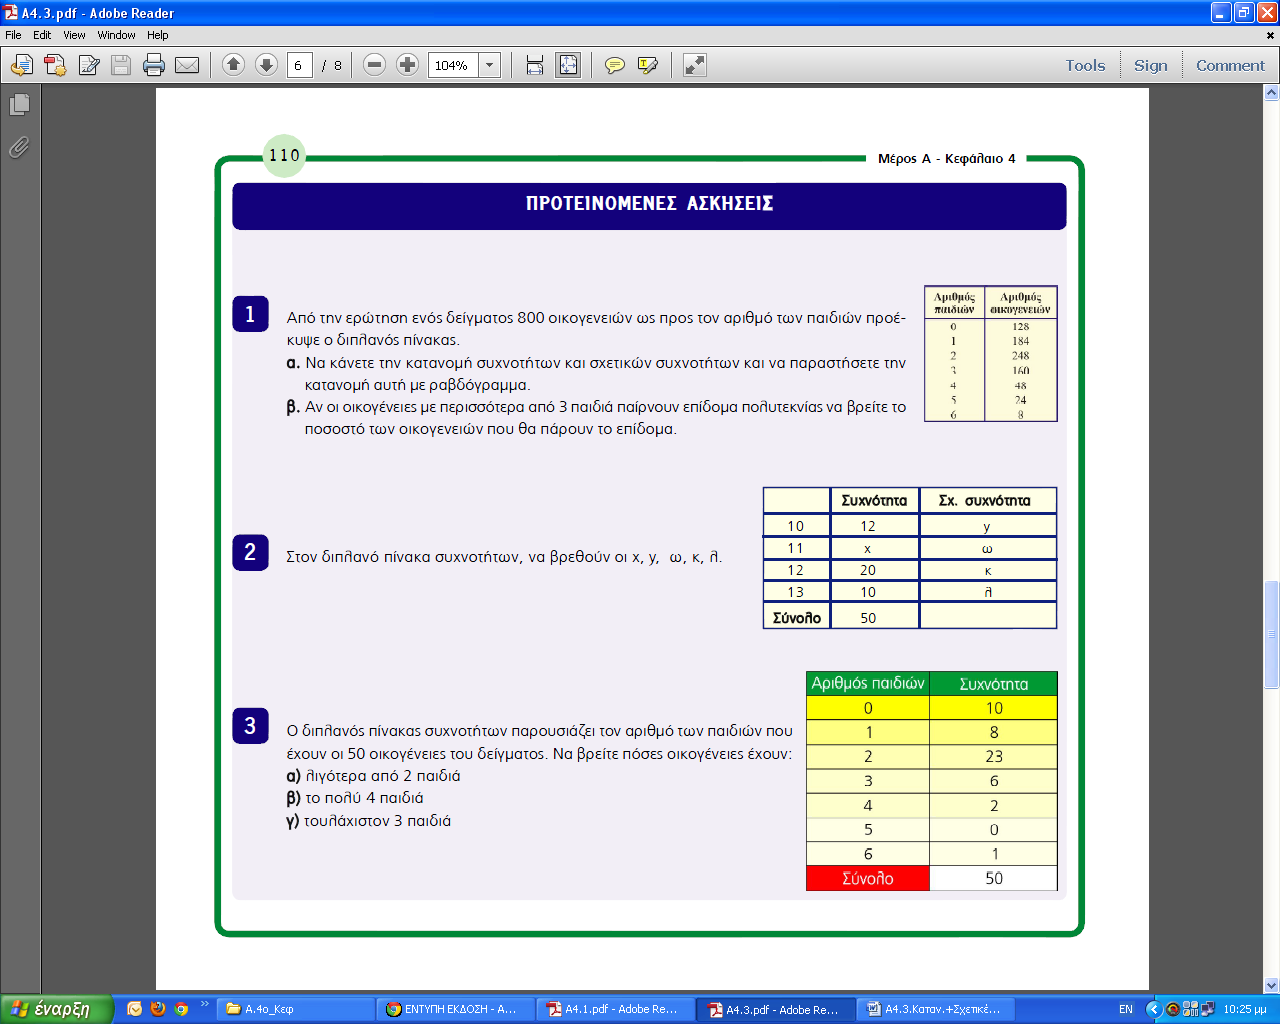 A4.3.pdf - Adobe Reader
File Edit View Window Help
6 / 8 104% Tools Sign Comment
110
Μέρος Α - Κεφάλαιο 4
ΠΡΟΤΕΙΝΟΜΕΝΕΣ ΑΣΚΗΣΕΙΣ
1
Από την ερώτηση ενός δείγματος 800 οικογενειών ως προς τον αριθμό των παιδιών προέ-
κυψε ο διπλανός πίνακας.
α. Να κάνετε την κατανομή συχνοτήτων και σχετικών συχνοτήτων και να παραστήσετε την
κατανομή αυτή με ραβδόγραμμα.
β. Αν οι οικογένειες με περισσότερα από 3 παιδιά παίρνουν επίδομα πολυτεκνίας να βρείτε το
ποσοστό των οικογενειών που θα πάρουν το επίδομα.
Αριθμός Αριθμός
παιδιών οικογενειών
0 128
1 184
2 248
3 160
4 48
5 24
6 8
2
Στον διπλανό πίνακα συχνοτήτων, να βρεθούν οι x, y, ω, κ, λ.
Συχνότητα Σχ. συχνότητα
10 12 y
11 x ω
12 20 κ
13 10 λ
Σύνολο 50
3
Ο διπλανός πίνακας συχνοτήτων παρουσιάζει τον αριθμό των παιδιών που
έχουν οι 50 οικογένειες του δείγματος. Να βρείτε πόσες οικογένειες έχουν:
α) λιγότερα από 2 παιδιά
β) το πολύ 4 παιδιά
γ) τουλάχιστον 3 παιδιά
Αριθμός παιδιών Συχνότητα
0 10
1 8
2 23
3 6
4 2
5 0
6 1
Σύνολο 50
έναρξη A.4o_Κεφ ΕΝΤΥΠΗ ΕΚΔΟΣΗ - Α... A4.1.pdf - Adobe Re... A4.3.pdf - Adobe Re... A4.3.Καταν.+Σχετικέ... EN 10:25 μμ